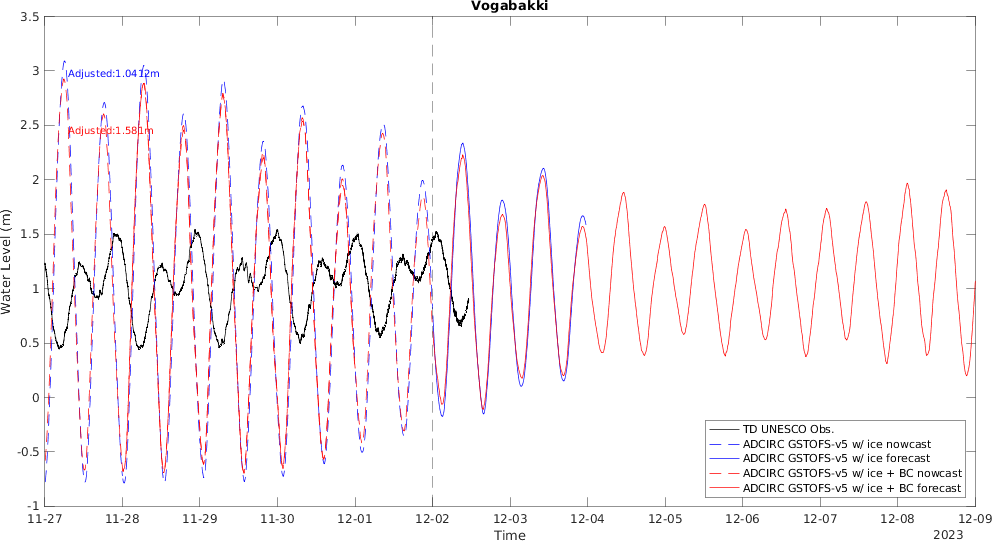 Vogabakki
3.5
3
2.5
2
1.5
1
0.5
0
-0.5
-1
Water Level (m)
Adjusted:1.0412m
Adjusted:1.581m
TD UNESCO Obs.
ADCIRC GSTOFS-v5 w/ ice nowcast
ADCIRC GSTOFS-v5 w/ ice forecast
ADCIRC GSTOFS-v5 w/ ice + BC nowcast
ADCIRC GSTOFS-v5 w/ ice + BC forecast
11-27 11-28 11-29 11-30 12-01 12-02 12-03 12-04 12-05 12-06 12-07 12-08 12-09
Time
2023